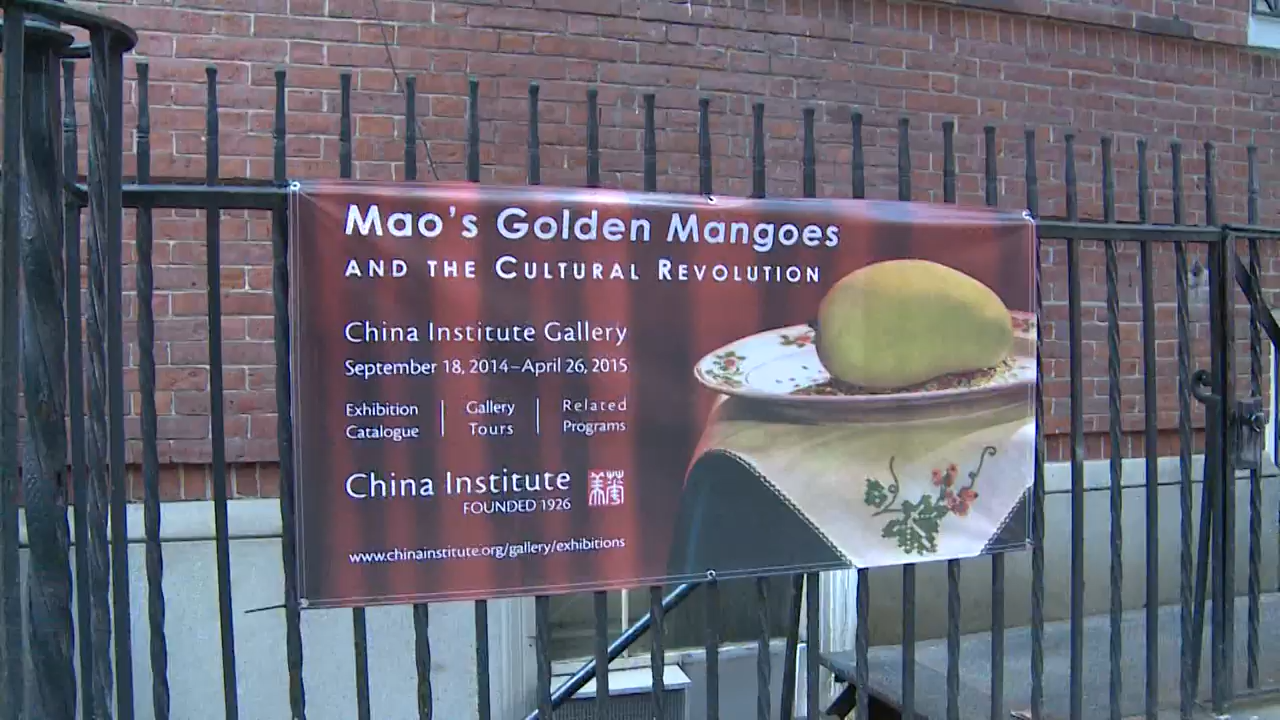 Mao's Golden Mangoes
AND THE CULTURAL REVOLUTION
China Institute Gallery
September 18, 2014–April 26, 2015
Exhibition Catalogue
Gallery Tours
Related Programs
China Institute
FOUNDED 1926
www.chinainstitute.org/gallery/exhibitions